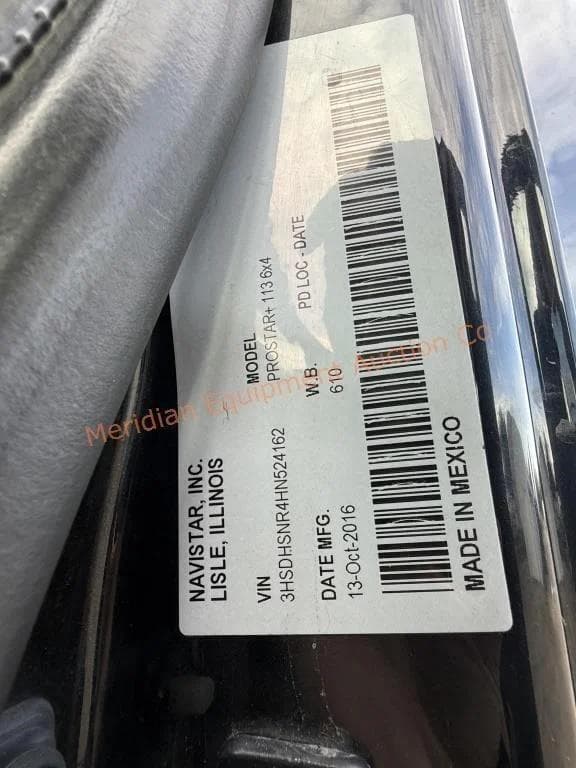 NAVISTAR, INC.
LISLE, ILLINOIS
VIN MODEL
3HSDHSNR4HN524162 PROSTAR+ 113 6x4
DATE MFG. W.B. PD LOC - DATE
13-Oct-2016 610
MADE IN MEXICO
Meridian Equipment Auction Co